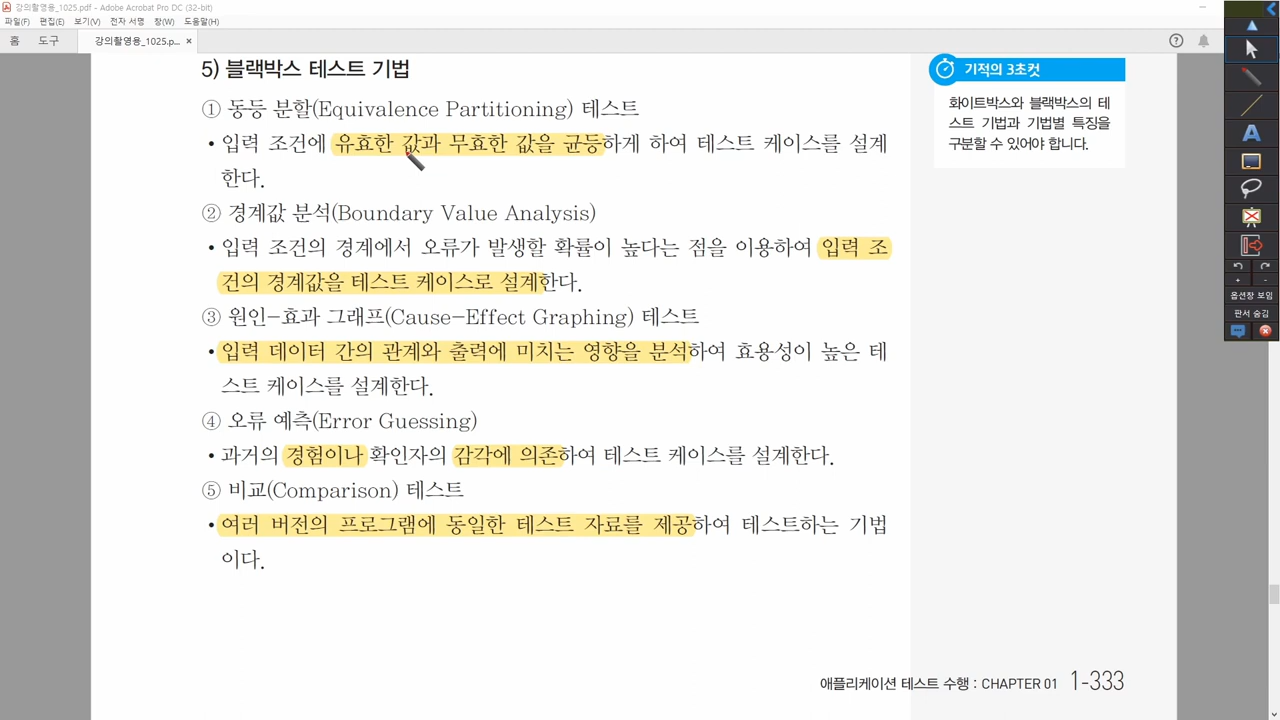 강의촬영용_1025.pdf - Adobe Acrobat Pro DC (32-bit)
파일(F) 편집(E) 보기(V) 전자 서명 창(W) 도움말(H)
홈 도구 강의촬영용_1025.p... ×
5) 블랙박스 테스트 기법
① 동등 분할(Equivalence Partitioning) 테스트
• 입력 조건에 유효한 값과 무효한 값을 균등하게 하여 테스트 케이스를 설계
한다.
② 경계값 분석(Boundary Value Analysis)
• 입력 조건의 경계에서 오류가 발생할 확률이 높다는 점을 이용하여 입력 조
건의 경계값을 테스트 케이스로 설계한다.
③ 원인-효과 그래프(Cause-Effect Graphing) 테스트
• 입력 데이터 간의 관계와 출력에 미치는 영향을 분석하여 효용성이 높은 테
스트 케이스를 설계한다.
④ 오류 예측(Error Guessing)
• 과거의 경험이나 확인자의 감각에 의존하여 테스트 케이스를 설계한다.
⑤ 비교(Comparison) 테스트
• 여러 버전의 프로그램에 동일한 테스트 자료를 제공하여 테스트하는 기법
이다.
기적의 3초컷
화이트박스와 블랙박스의 테
스트 기법과 기법별 특징을
구분할 수 있어야 합니다.
애플리케이션 테스트 수행 : CHAPTER 01 1-333
A
+ -
옵션장 보임
판서 숨김